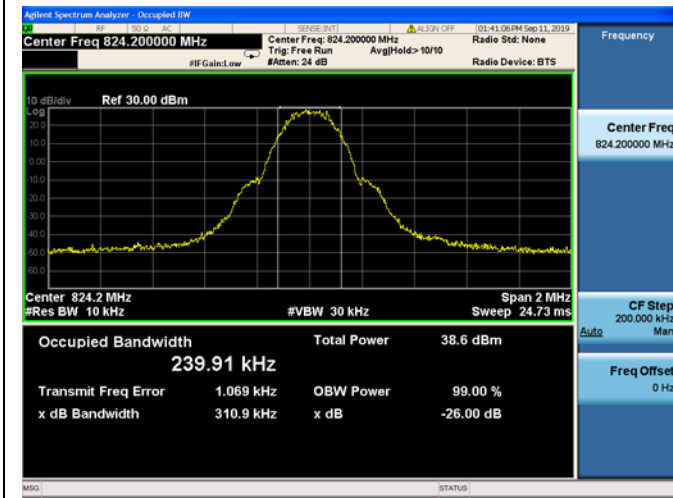 Agilent Spectrum Analyzer - Occupied BW
RF 50 Ω AC SENSE:INT ALIGN OFF 01:41:06 PM Sep 11, 2019
Center Freq 824.200000 MHz
Center Freq: 824.200000 MHz
Radio Std: None
Trig: Free Run Avg|Hold:> 10/10
#IFGain:Low #Atten: 24 dB Radio Device: BTS
10 dB/div Ref 30.00 dBm
Log
20.0
10.0
0.00
-10.0
-20.0
-30.0
-40.0
-50.0
-60.0
Center 824.2 MHz Span 2 MHz
#Res BW 10 kHz #VBW 30 kHz Sweep 24.73 ms
Occupied Bandwidth Total Power 38.6 dBm
239.91 kHz
Transmit Freq Error 1.069 kHz OBW Power 99.00 %
x dB Bandwidth 310.9 kHz x dB -26.00 dB
MSG STATUS
Frequency
Center Freq
824.200000 MHz
CF Step
200.000 kHz
Auto Man
Freq Offset
0 Hz